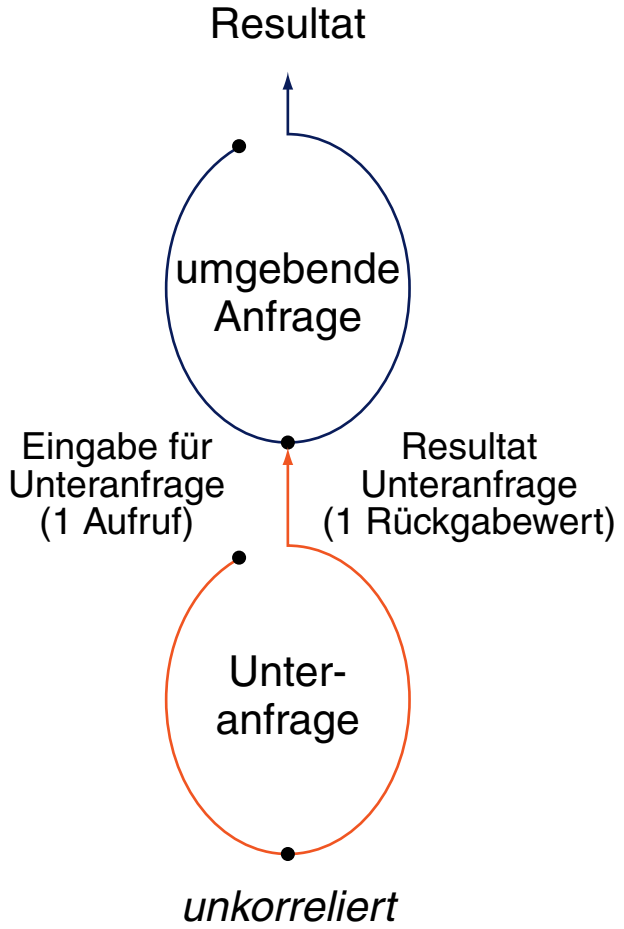 Resultat
umgebende
Anfrage
Eingabe für
Unteranfrage
(1 Aufruf)
Resultat
Unteranfrage
(1 Rückgabewert)
Unter-
anfrage
unkorreliert